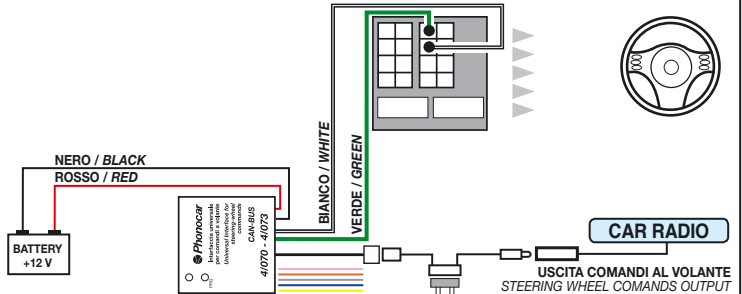 BIANCO / WHITE
VERDE / GREEN
NERO / BLACK
ROSSO / RED
BATTERY
+12 V
Phonocar
Interfaccia universale
per comandi a volante
Universal Interface for
steering-wheel
commands
CAN-BUS
4/070 - 4/073
PRG
CAR RADIO
USCITA COMANDI AL VOLANTE
STEERING WHEEL COMANDS OUTPUT